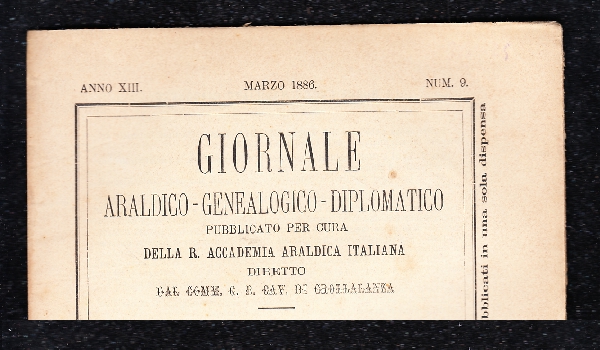 ANNO XIII.
MARZO 1886.
NUM. 9.
GIORNALE
ARALDICO-GENEALOGICO-DIPLOMATICO
PUBBLICATO PER CURA
DELLA R. ACCADEMIA ARALDICA ITALIANA
DIRETTO
DAL COMM. G. B. CAV. DI CROLLALANZA
bblicati in una sola dispensa